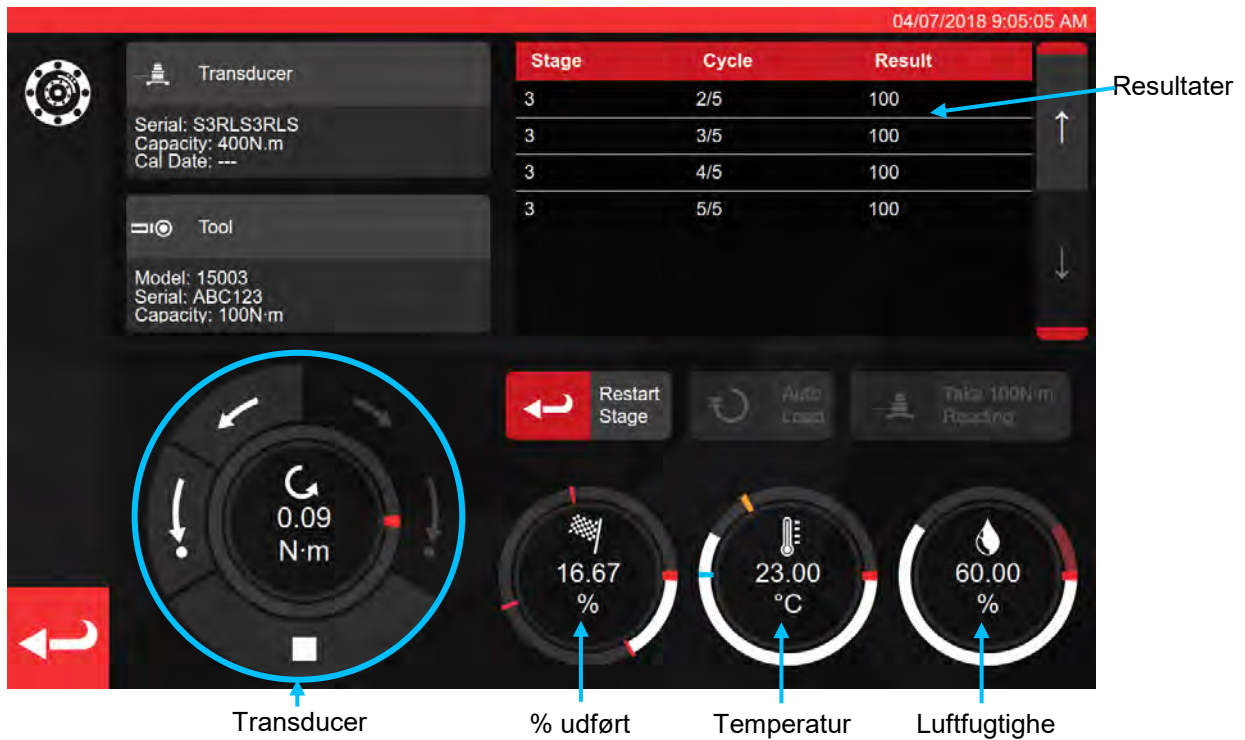 04/07/2018 9:05:05 AM
Transducer
Serial: S3RLS3RLS
Capacity: 400N.m
Cal Date: ---
Tool
Model: 15003
Serial: ABC123
Capacity: 100N·m
Stage Cycle Result
3 2/5 100
3 3/5 100
3 4/5 100
3 5/5 100
Resultater
Restart
Stage
Auto
Load
Take 100N·m
Reading
0.09
N·m
16.67
%
23.00
°C
60.00
%
Transducer
% udført
Temperatur
Luftfugtighe